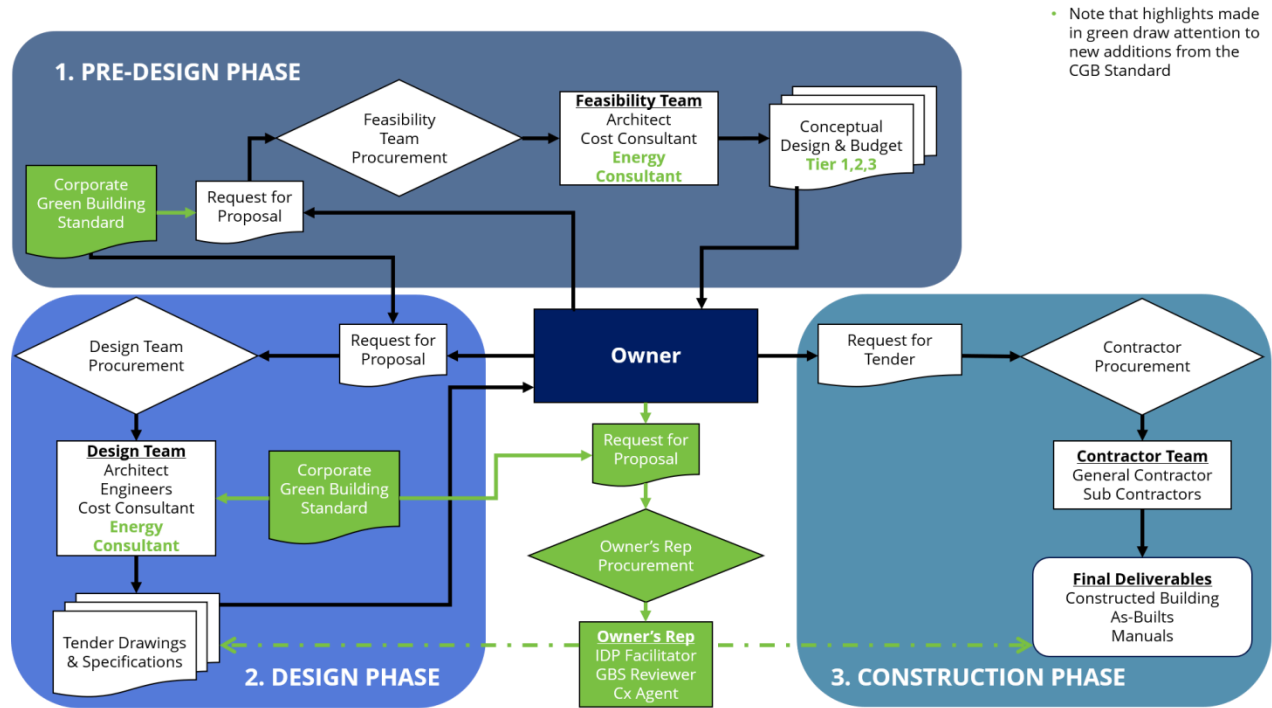 • Note that highlights made
in green draw attention to
new additions from the
CGB Standard
1. PRE-DESIGN PHASE
Corporate
Green Building
Standard
Request for
Proposal
Feasibility
Team
Procurement
Feasibility Team
Architect
Cost Consultant
Energy
Consultant
Conceptual
Design & Budget
Tier 1,2,3
Design Team
Procurement
Request for
Proposal
Owner
Request for
Tender
Contractor
Procurement
Design Team
Architect
Engineers
Cost Consultant
Energy
Consultant
Corporate
Green Building
Standard
Request for
Proposal
Contractor Team
General Contractor
Sub Contractors
Owner's Rep
Procurement
Final Deliverables
Constructed Building
As-Builts
Manuals
Tender Drawings
& Specifications
Owner's Rep
IDP Facilitator
GBS Reviewer
Cx Agent
2. DESIGN PHASE
3. CONSTRUCTION PHASE